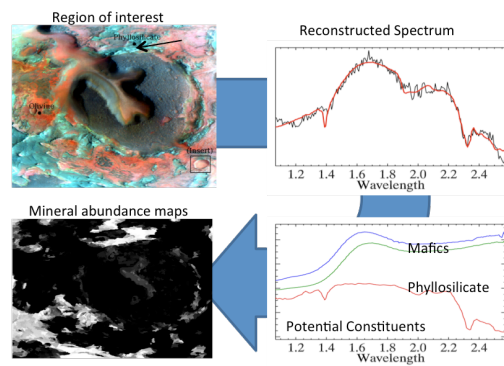 Region of interest
Phyllosilicate
Olivine
(Insert)
Reconstructed Spectrum
1.2 1.4 1.6 1.8 2.0 2.2 2.4
Wavelength
Mineral abundance maps
Mafics
Phyllosilicate
Potential Constituents
1.2 1.4 1.6 1.8 2.0 2.2 2.4
Wavelength